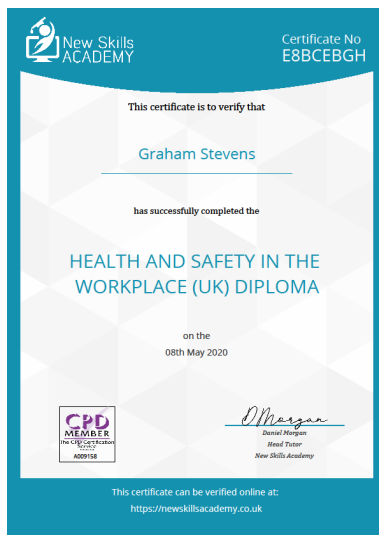 New Skills
ACADEMY
Certificate No
E8BCEBGH
This certificate is to verify that
Graham Stevens
has successfully completed the
HEALTH AND SAFETY IN THE
WORKPLACE (UK) DIPLOMA
on the
08th May 2020
CPD
MEMBER
The CPD Certification
Service
A009158
DMorgan
Daniel Morgan
Head Tutor
New Skills Academy
This certificate can be verified online at:
https://newskillsacademy.co.uk